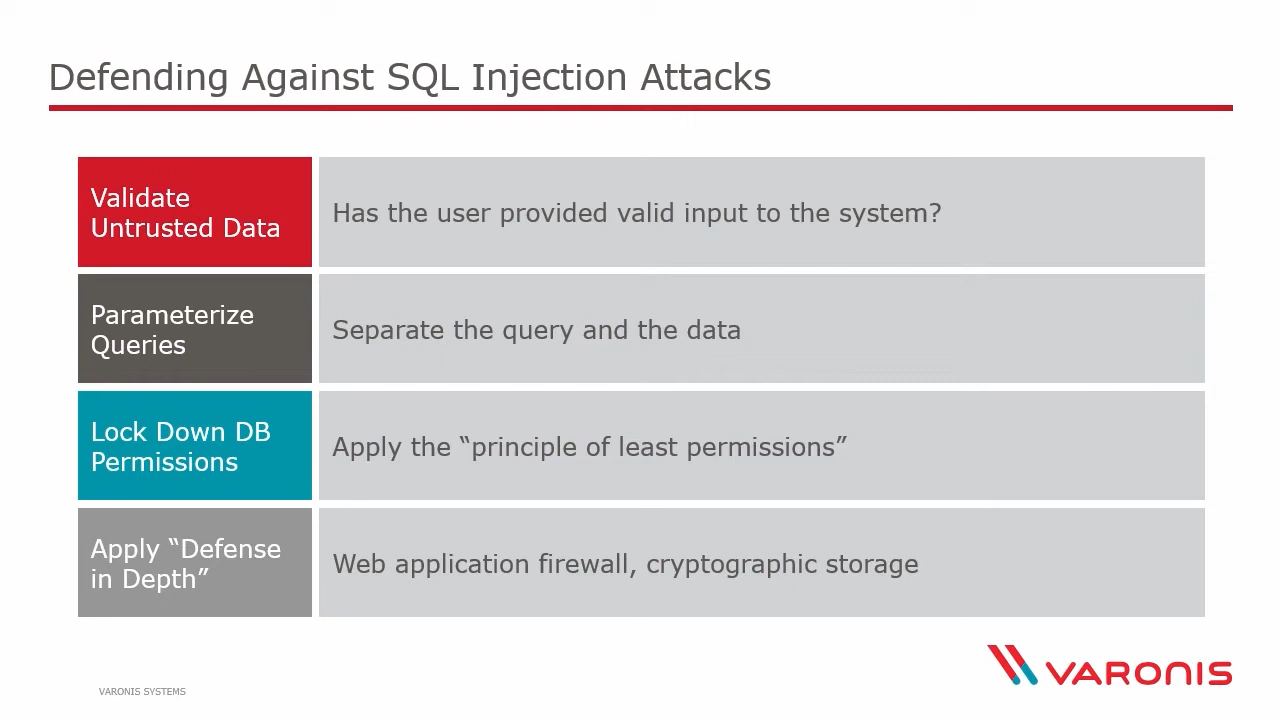 Defending Against SQL Injection Attacks
Validate
Untrusted Data
Has the user provided valid input to the system?
Parameterize
Queries
Separate the query and the data
Lock Down DB
Permissions
Apply the “principle of least permissions”
Apply “Defense
in Depth”
Web application firewall, cryptographic storage
VARONIS SYSTEMS
VARONIS